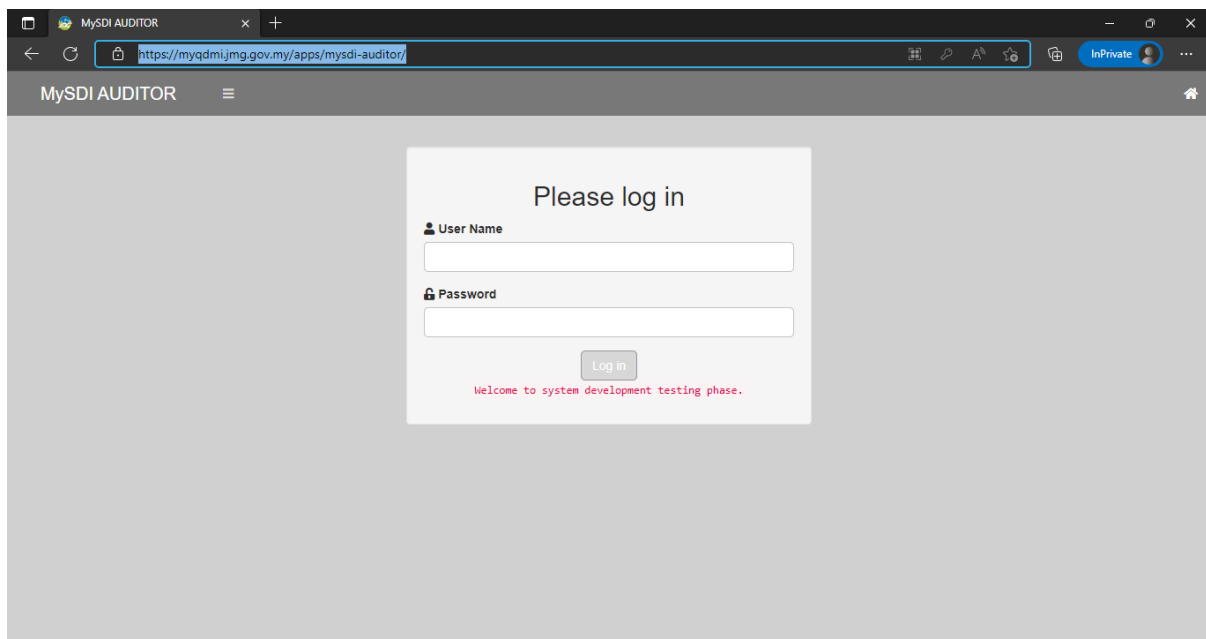 MySDI AUDITOR
https://myqdmi.jmg.gov.my/apps/mysdi-auditor/
InPrivate
MySDI AUDITOR
Please log in
User Name
Password
Log in
Welcome to system development testing phase.